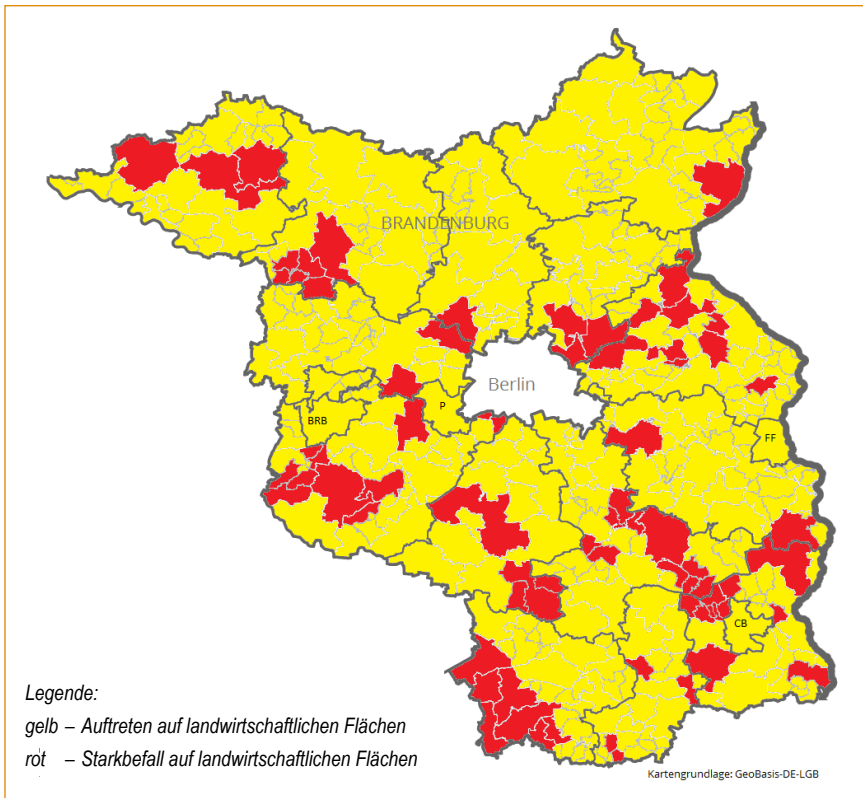 BRANDENBURG
Berlin
P
BRB
FF
CB
Legende:
gelb – Auftreten auf landwirtschaftlichen Flächen
rot – Starkbefall auf landwirtschaftlichen Flächen
Kartengrundlage: GeoBasis-DE-LGB